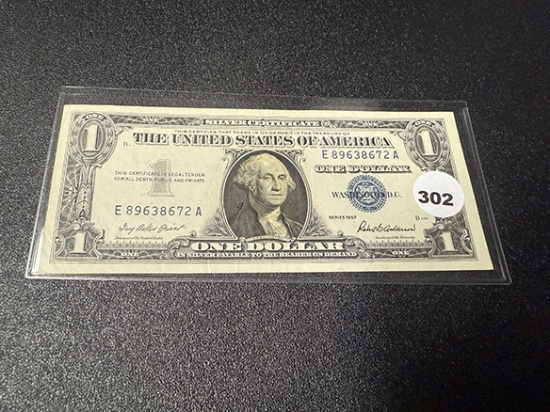 SILVER CERTIFICATE
THIS CERTIFIES THAT THERE IS ON DEPOSIT IN THE TREASURY OF
THE UNITED STATES OF AMERICA
E 89638672 A
ONE DOLLAR
THIS CERTIFICATE IS LEGAL TENDER
FOR ALL DEBTS, PUBLIC AND PRIVATE
WASHINGTON, D.C.
302
E 89638672 A
SERIES 1957
ONE DOLLAR
IN SILVER PAYABLE TO THE BEARER ON DEMAND
1
1
1
1
ONE
ONE